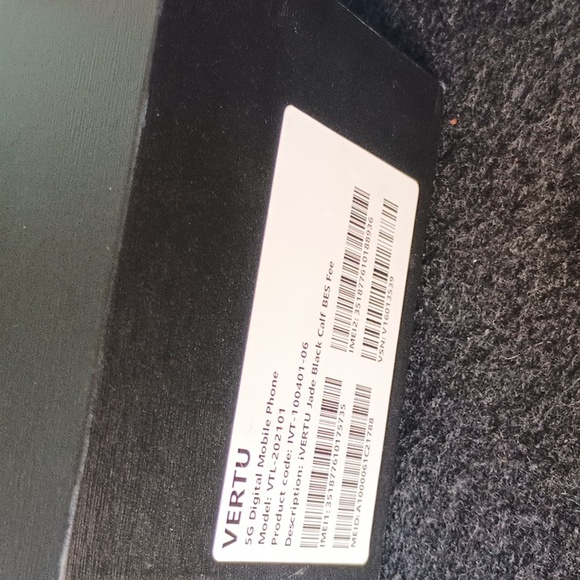 VERTU
5G Digital Mobile Phone
Model: VTL-202101
Product code: IVT-100401-06
Description: iVERTU Jade Black Calf BES Fee
IMEI1: 351877610175735
IMEI2: 351877610188936
MEID: A1000061C21788
VSN: V16013539